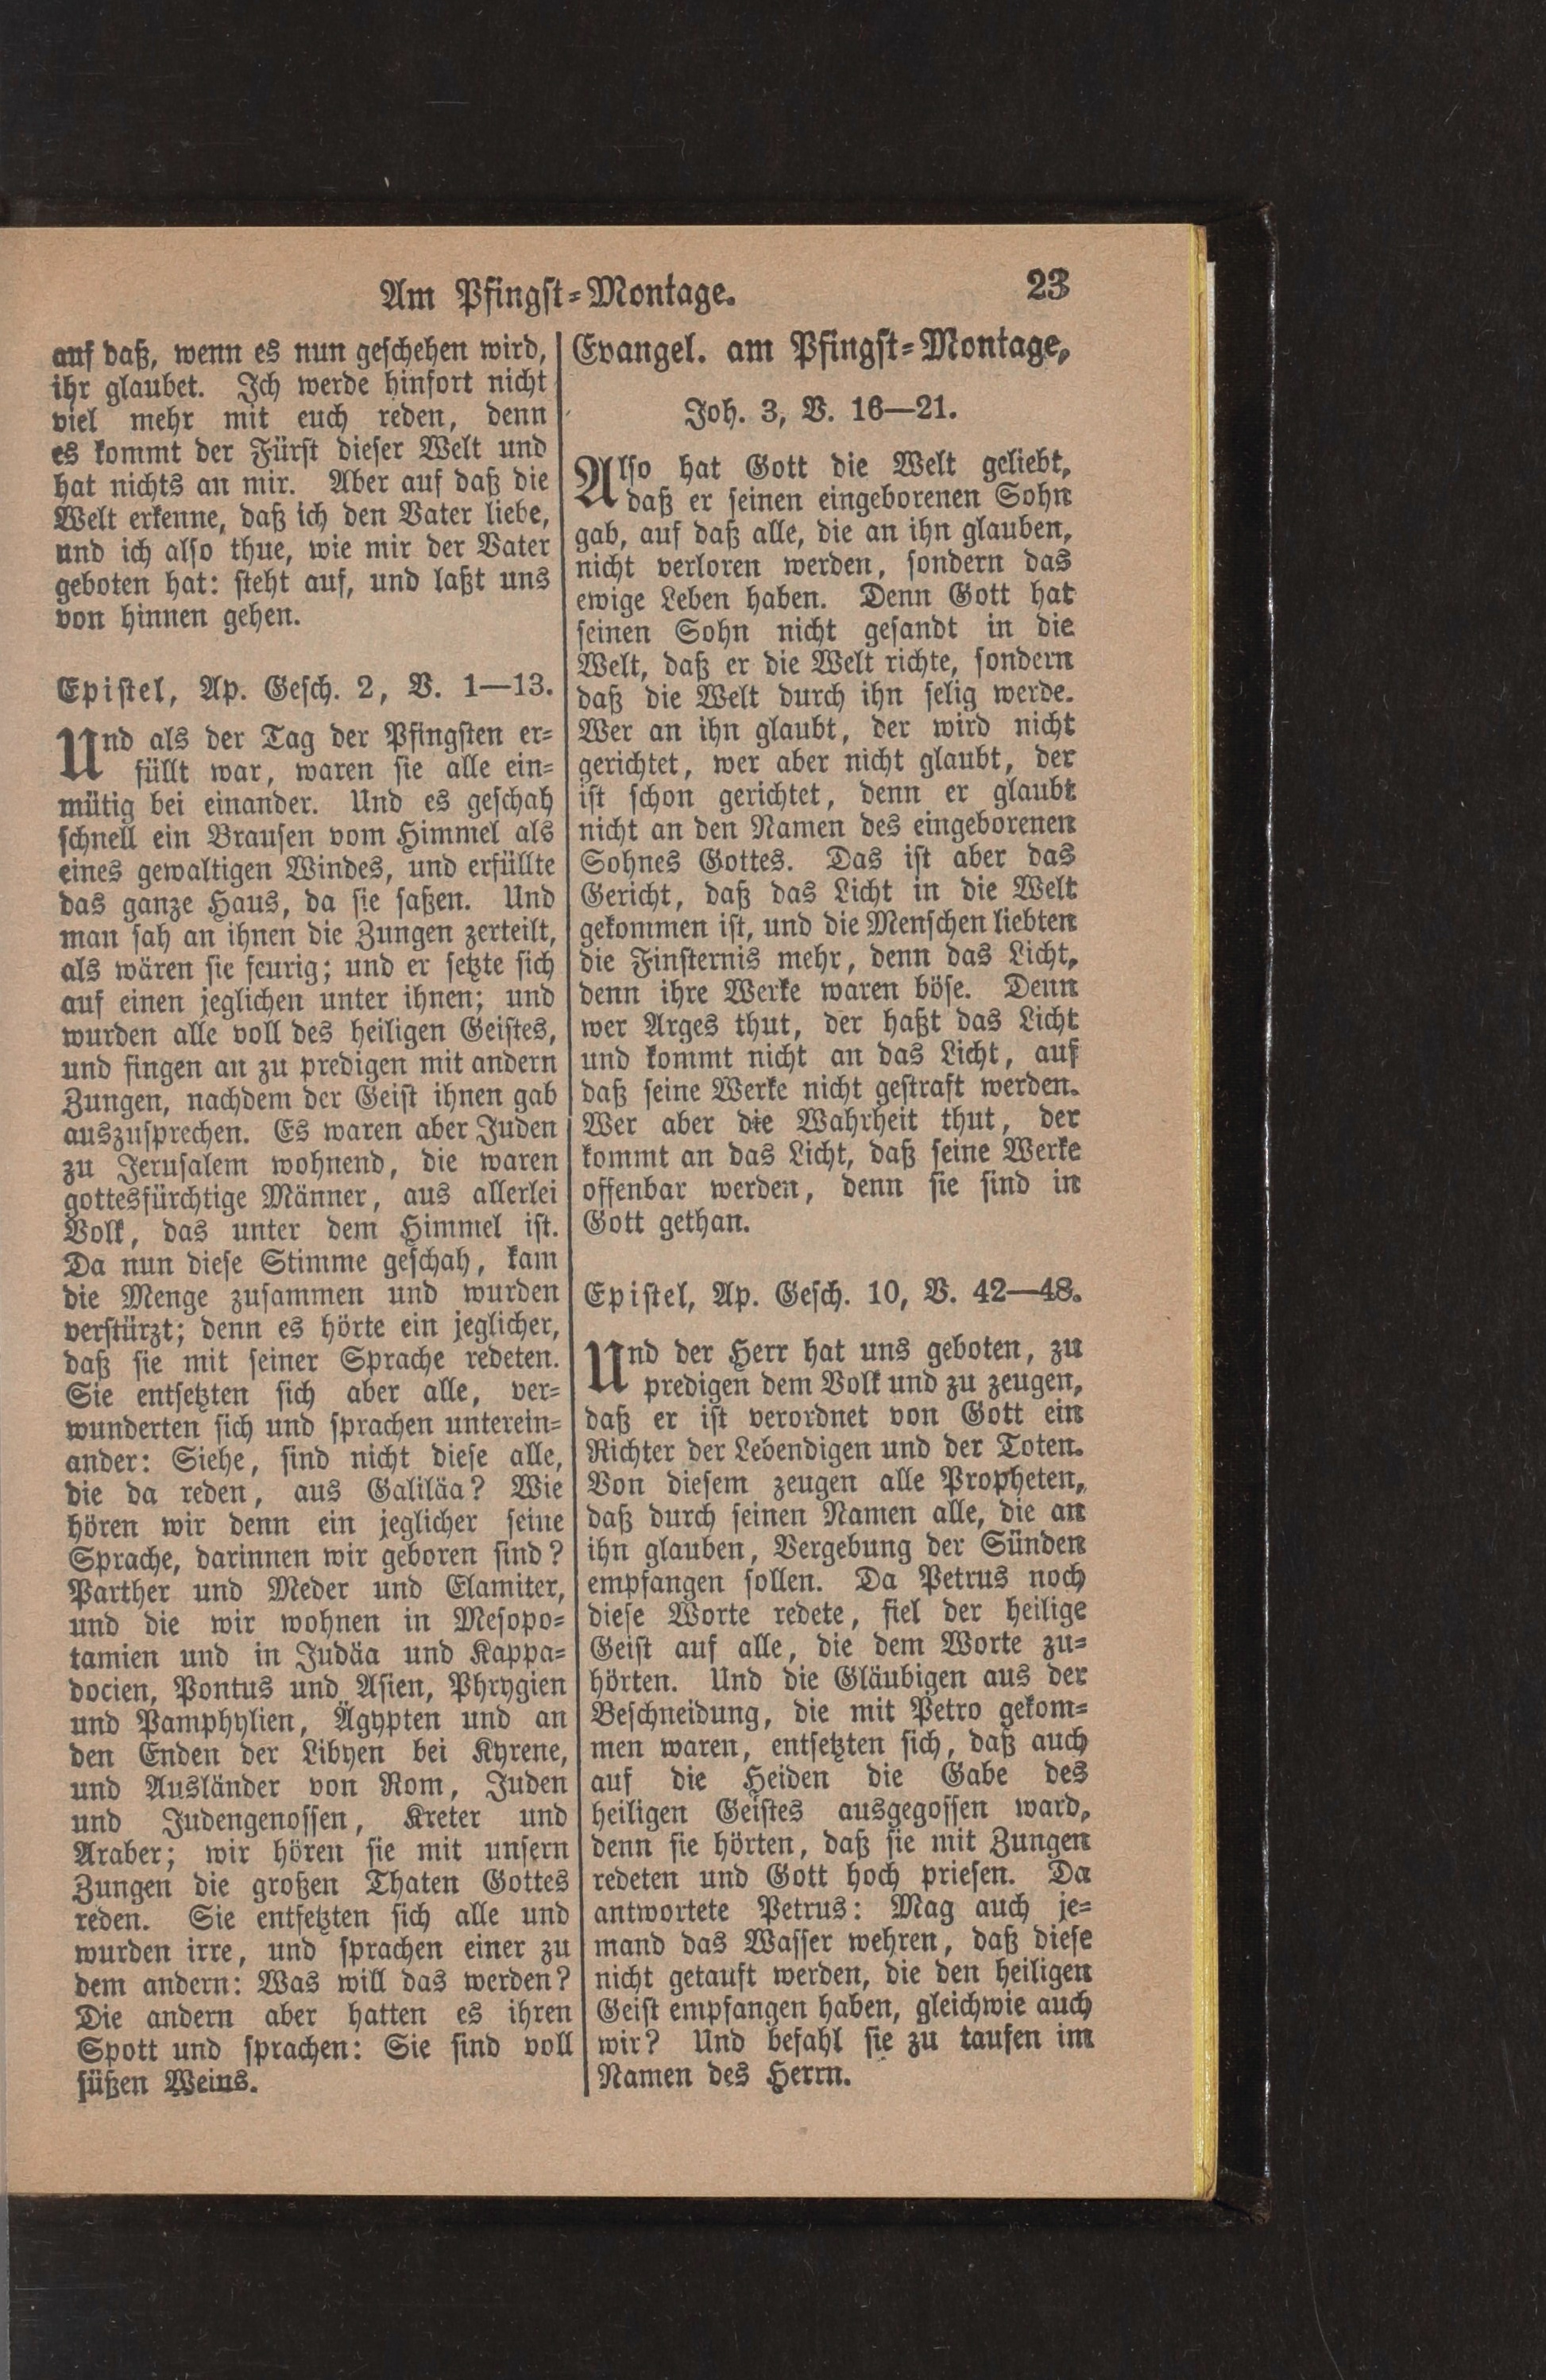 Am Pfingst-Montage. 23
auf daß, wenn es nun geschehen wird,
ihr glaubet. Ich werde hinfort nicht
viel mehr mit euch reden, denn
es kommt der Fürst dieser Welt und
hat nichts an mir. Aber auf daß die
Welt erkenne, daß ich den Vater liebe,
und ich also thue, wie mir der Vater
geboten hat: steht auf, und laßt uns
von hinnen gehen.
Epistel, Ap. Gesch. 2, V. 1—13.
Und als der Tag der Pfingsten er-
füllt war, waren sie alle ein-
mütig bei einander. Und es geschah
schnell ein Brausen vom Himmel als
eines gewaltigen Windes, und erfüllte
das ganze Haus, da sie saßen. Und
man sah an ihnen die Zungen zerteilt,
als wären sie feurig; und er setzte sich
auf einen jeglichen unter ihnen; und
wurden alle voll des heiligen Geistes,
und fingen an zu predigen mit andern
Zungen, nachdem der Geist ihnen gab
auszusprechen. Es waren aber Juden
zu Jerusalem wohnend, die waren
gottesfürchtige Männer, aus allerlei
Volk, das unter dem Himmel ist.
Da nun diese Stimme geschah, kam
die Menge zusammen und wurden
verstürzt; denn es hörte ein jeglicher,
daß sie mit seiner Sprache redeten.
Sie entsetzten sich aber alle, ver-
wunderten sich und sprachen unterein-
ander: Siehe, sind nicht diese alle,
die da reden, aus Galiläa? Wie
hören wir denn ein jeglicher seine
Sprache, darinnen wir geboren sind?
Parther und Meder und Elamiter,
und die wir wohnen in Mesopo-
tamien und in Judäa und Kappa-
docien, Pontus und Asien, Phrygien
und Pamphylien, Ägypten und an
den Enden der Libyen bei Kyrene,
und Ausländer von Rom, Juden
und Judengenossen, Kreter und
Araber; wir hören sie mit unsern
Zungen die großen Thaten Gottes
reden. Sie entsetzten sich alle und
wurden irre, und sprachen einer zu
dem andern: Was will das werden?
Die andern aber hatten es ihren
Spott und sprachen: Sie sind voll
süßen Weins.
Evangel. am Pfingst-Montage,
Joh. 3, V. 16—21.
Also hat Gott die Welt geliebt,
daß er seinen eingeborenen Sohn
gab, auf daß alle, die an ihn glauben,
nicht verloren werden, sondern das
ewige Leben haben. Denn Gott hat
seinen Sohn nicht gesandt in die
Welt, daß er die Welt richte, sondern
daß die Welt durch ihn selig werde.
Wer an ihn glaubt, der wird nicht
gerichtet, wer aber nicht glaubt, der
ist schon gerichtet, denn er glaubt
nicht an den Namen des eingeborenen
Sohnes Gottes. Das ist aber das
Gericht, daß das Licht in die Welt
gekommen ist, und die Menschen liebten
die Finsternis mehr, denn das Licht,
denn ihre Werke waren böse. Denn
wer Arges thut, der haßt das Licht
und kommt nicht an das Licht, auf
daß seine Werke nicht gestraft werden.
Wer aber die Wahrheit thut, der
kommt an das Licht, daß seine Werke
offenbar werden, denn sie sind in
Gott gethan.
Epistel, Ap. Gesch. 10, V. 42—48.
Und der Herr hat uns geboten, zu
predigen dem Volk und zu zeugen,
daß er ist verordnet von Gott ein
Richter der Lebendigen und der Toten.
Von diesem zeugen alle Propheten,
daß durch seinen Namen alle, die an
ihn glauben, Vergebung der Sünden
empfangen sollen. Da Petrus noch
diese Worte redete, fiel der heilige
Geist auf alle, die dem Worte zu-
hörten. Und die Gläubigen aus der
Beschneidung, die mit Petro gekom-
men waren, entsetzten sich, daß auch
auf die Heiden die Gabe des
heiligen Geistes ausgegossen ward,
denn sie hörten, daß sie mit Zungen
redeten und Gott hoch priesen. Da
antwortete Petrus: Mag auch je-
mand das Wasser wehren, daß diese
nicht getauft werden, die den heiligen
Geist empfangen haben, gleichwie auch
wir? Und befahl sie zu taufen im
Namen des Herrn.